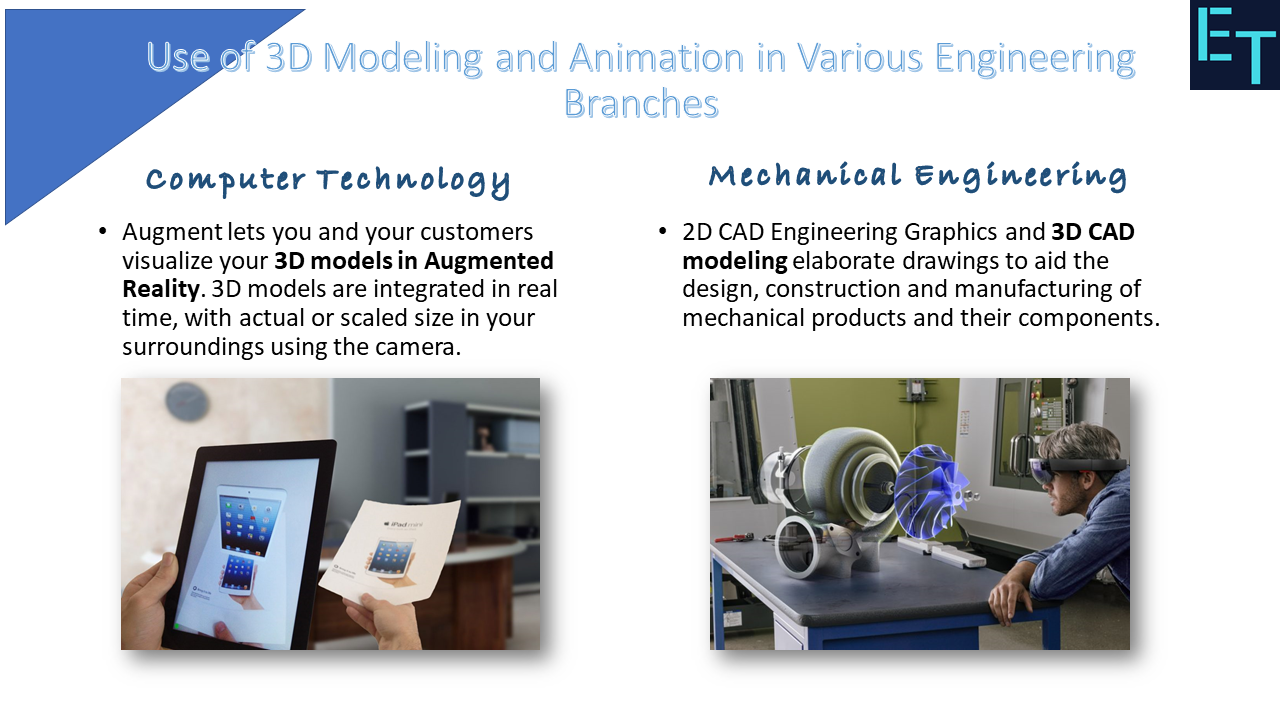 Use of 3D Modeling and Animation in Various Engineering
Branches
ET
Computer Technology
• Augment lets you and your customers
visualize your 3D models in Augmented
Reality. 3D models are integrated in real
time, with actual or scaled size in your
surroundings using the camera.
iPad mini
Mechanical Engineering
• 2D CAD Engineering Graphics and 3D CAD
modeling elaborate drawings to aid the
design, construction and manufacturing of
mechanical products and their components.